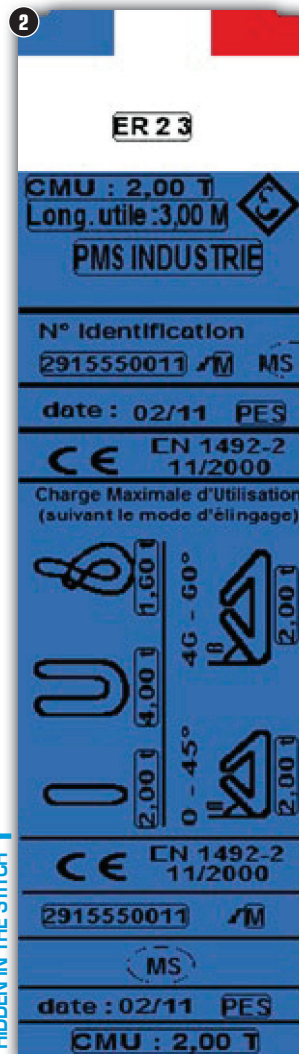 2
ER 2 3
CMU : 2,00 T
Long. utile :3,00 M
PMS INDUSTRIE
N° Identification
2915550011 M MS
date : 02/11 PES
CE EN 1492-2
11/2000
Charge Maximale d'Utilisation
(suivant le mode d'élingage)
1,60 t
4,00 t
2,00 t
46 - 60°
0 - 45°
2,00 t
2,00 t
CE EN 1492-2
11/2000
2915550011 M
MS
date : 02/11 PES
CMU : 2,00 T
HIDDEN IN THE STITCH